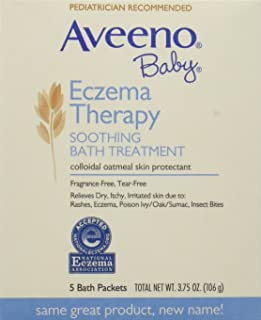 PEDIATRICIAN RECOMMENDED
Aveeno®
Baby®
Eczema
Therapy
SOOTHING
BATH TREATMENT
colloidal oatmeal skin protectant
Fragrance-Free, Tear-Free
Relieves Dry, Itchy, Irritated skin due to:
Rashes, Eczema, Poison Ivy/Oak/Sumac, Insect Bites
ACCEPTED
NATIONAL
Eczema
ASSOCIATION
5 Bath Packets TOTAL NET WT. 3.75 OZ. (106 g)
same great product, new name!